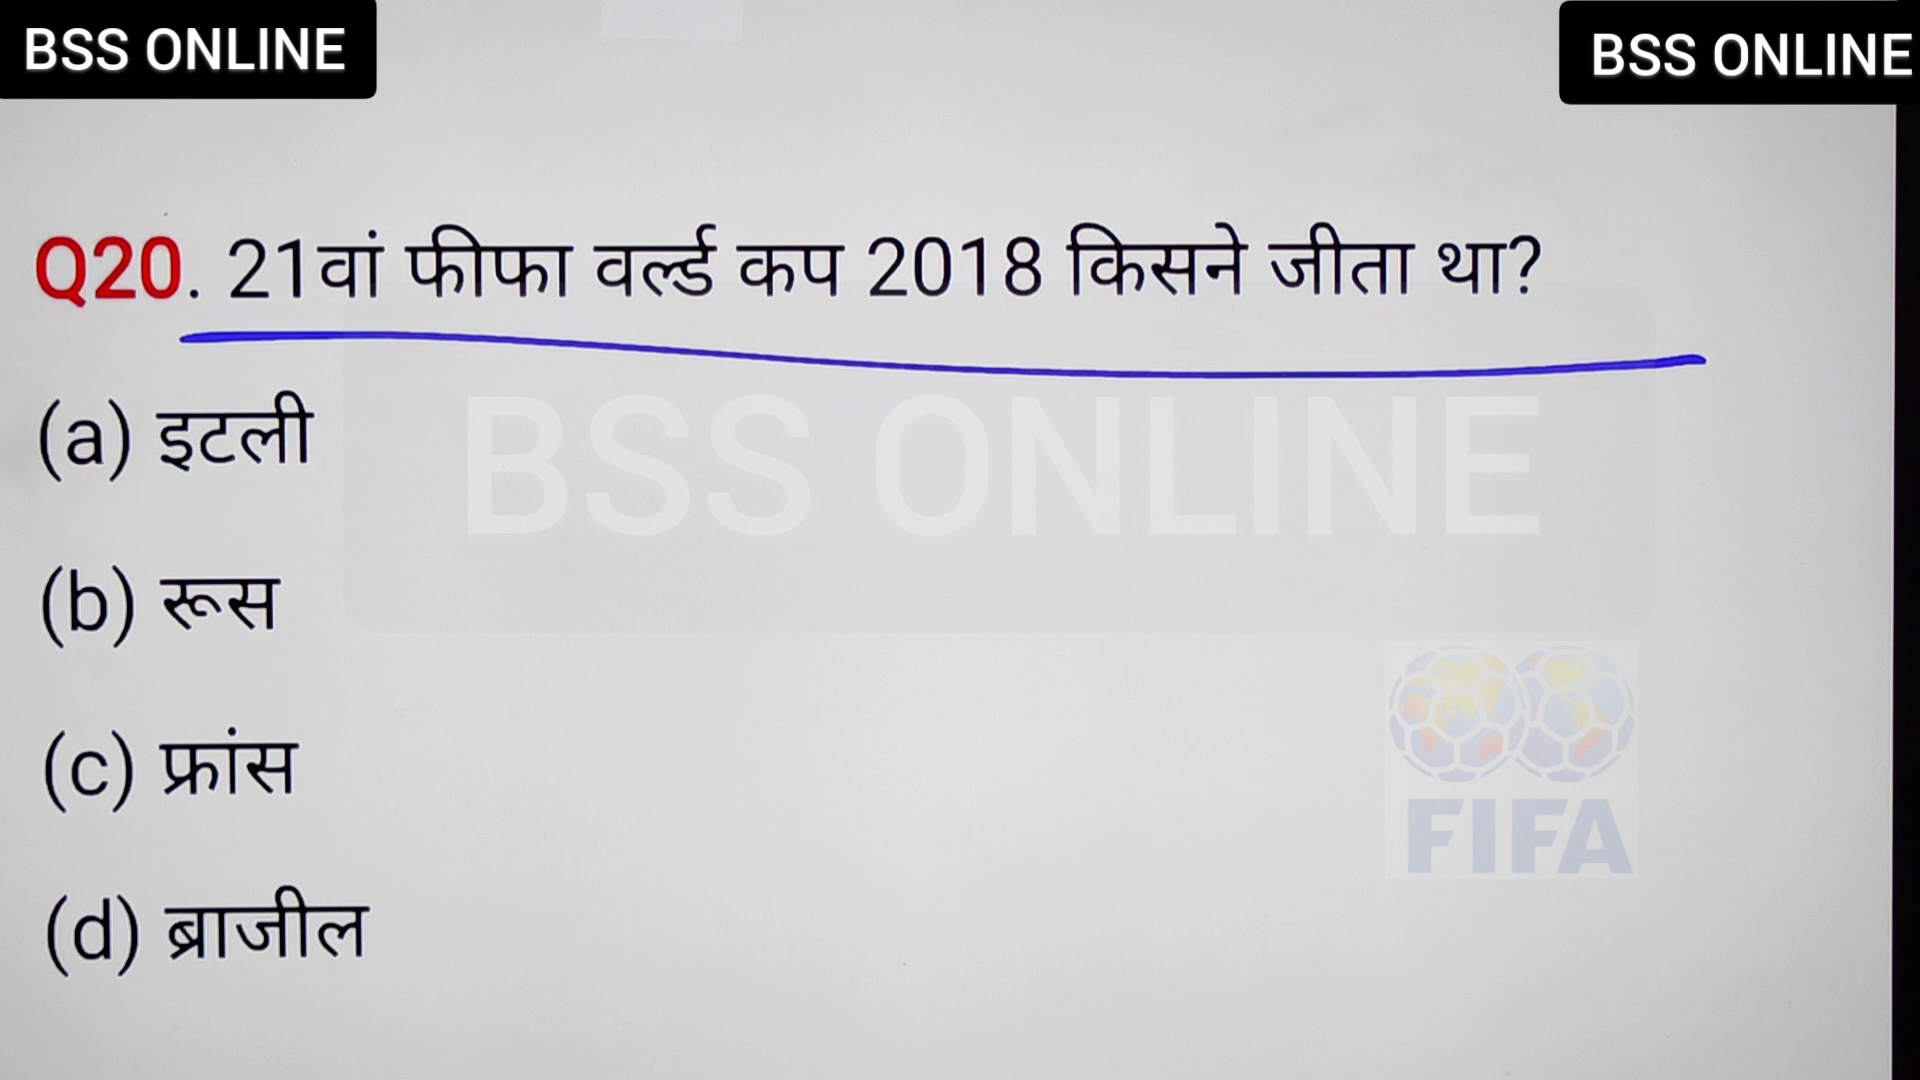 BSS ONLINE
BSS ONLINE
Q20. 21वां फीफा वर्ल्ड कप 2018 किसने जीता था?
BSS ONLINE
(a) इटली
(b) रूस
(c) फ्रांस
(d) ब्राजील
FIFA